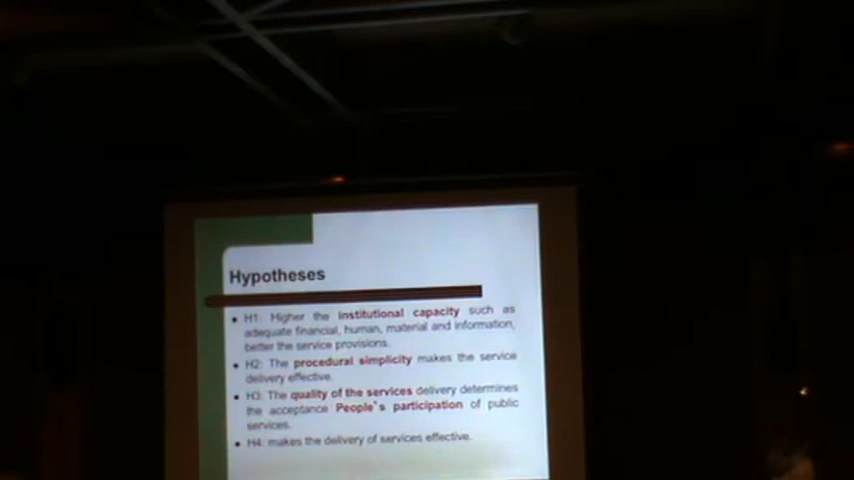 Hypotheses
• H1: Higher the institutional capacity such as
adequate financial, human, material and information,
better the service provisions.
• H2: The procedural simplicity makes the service
delivery effective.
• H3: The quality of the services delivery determines
the acceptance People's participation of public
services.
• H4: makes the delivery of services effective.